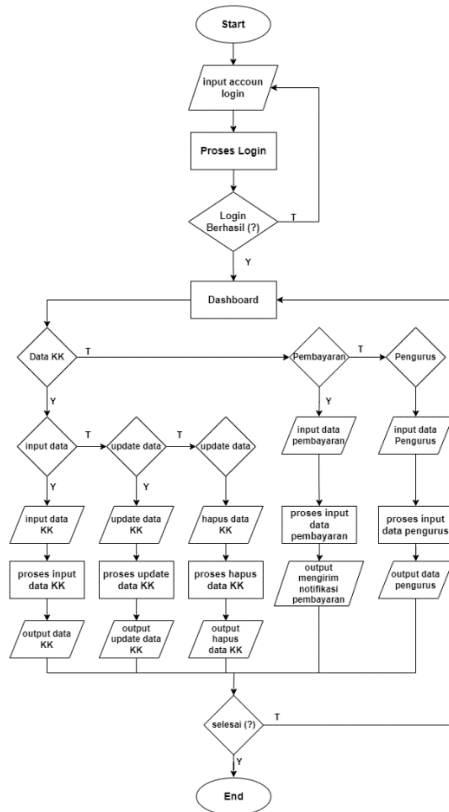 Start
input accoun
login
Proses Login
Login
Berhasil (?)
T
Y
Dashboard
Data KK
T
Pembayaran
T
Pengurus
Y
Y
input data
T
update data
T
update data
input data
pembayaran
input data
Pengurus
Y
Y
input data
KK
update data
KK
hapus data
KK
proses input
data
pembayaran
proses input
data pengurus
proses input
data KK
proses update
data KK
proses hapus
data KK
output
mengirim
notifikasi
pembayaran
output data
pengurus
output data
KK
output
update data
KK
output
hapus
data KK
selesai (?)
T
Y
End